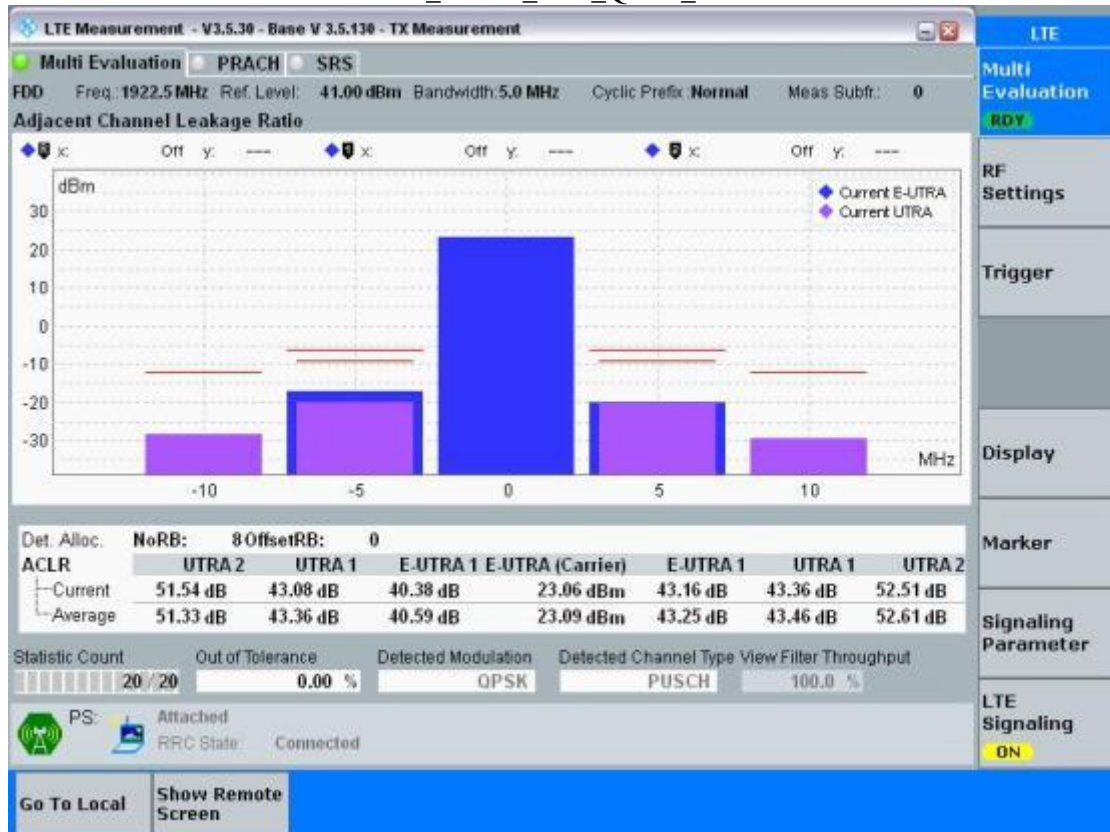 LTE Measurement - V3.5.30 - Base V 3.5.130 - TX Measurement
LTE
Multi Evaluation PRACH SRS
FDD Freq.:1922.5 MHz Ref. Level: 41.00 dBm Bandwidth:5.0 MHz Cyclic Prefix :Normal Meas Subfr.: 0
Adjacent Channel Leakage Ratio
x: Off y: --- x: Off y: --- x: Off y: ---
dBm
Current E-UTRA
Current UTRA
30
20
10
0
-10
-20
-30
MHz
-10 -5 0 5 10
Det. Alloc. NoRB: 8 OffsetRB: 0
ACLR UTRA 2 UTRA 1 E-UTRA 1 E-UTRA (Carrier) E-UTRA 1 UTRA 1 UTRA 2
Current 51.54 dB 43.08 dB 40.38 dB 23.06 dBm 43.16 dB 43.36 dB 52.51 dB
Average 51.33 dB 43.36 dB 40.59 dB 23.09 dBm 43.25 dB 43.46 dB 52.61 dB
Statistic Count Out of Tolerance Detected Modulation Detected Channel Type View Filter Throughput
20 / 20 0.00 % QPSK PUSCH 100.0 %
PS: Attached
RRC State: Connected
Multi
Evaluation
RDY
RF
Settings
Trigger
Display
Marker
Signaling
Parameter
LTE
Signaling
ON
Go To Local
Show Remote
Screen